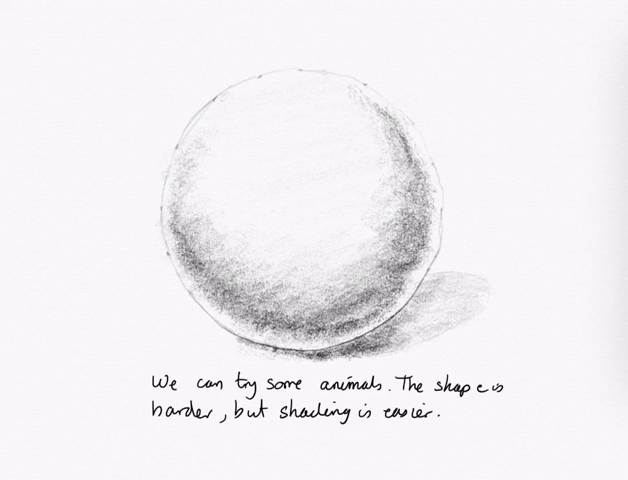 We can try some animals. The shape is
harder, but shading is easier.